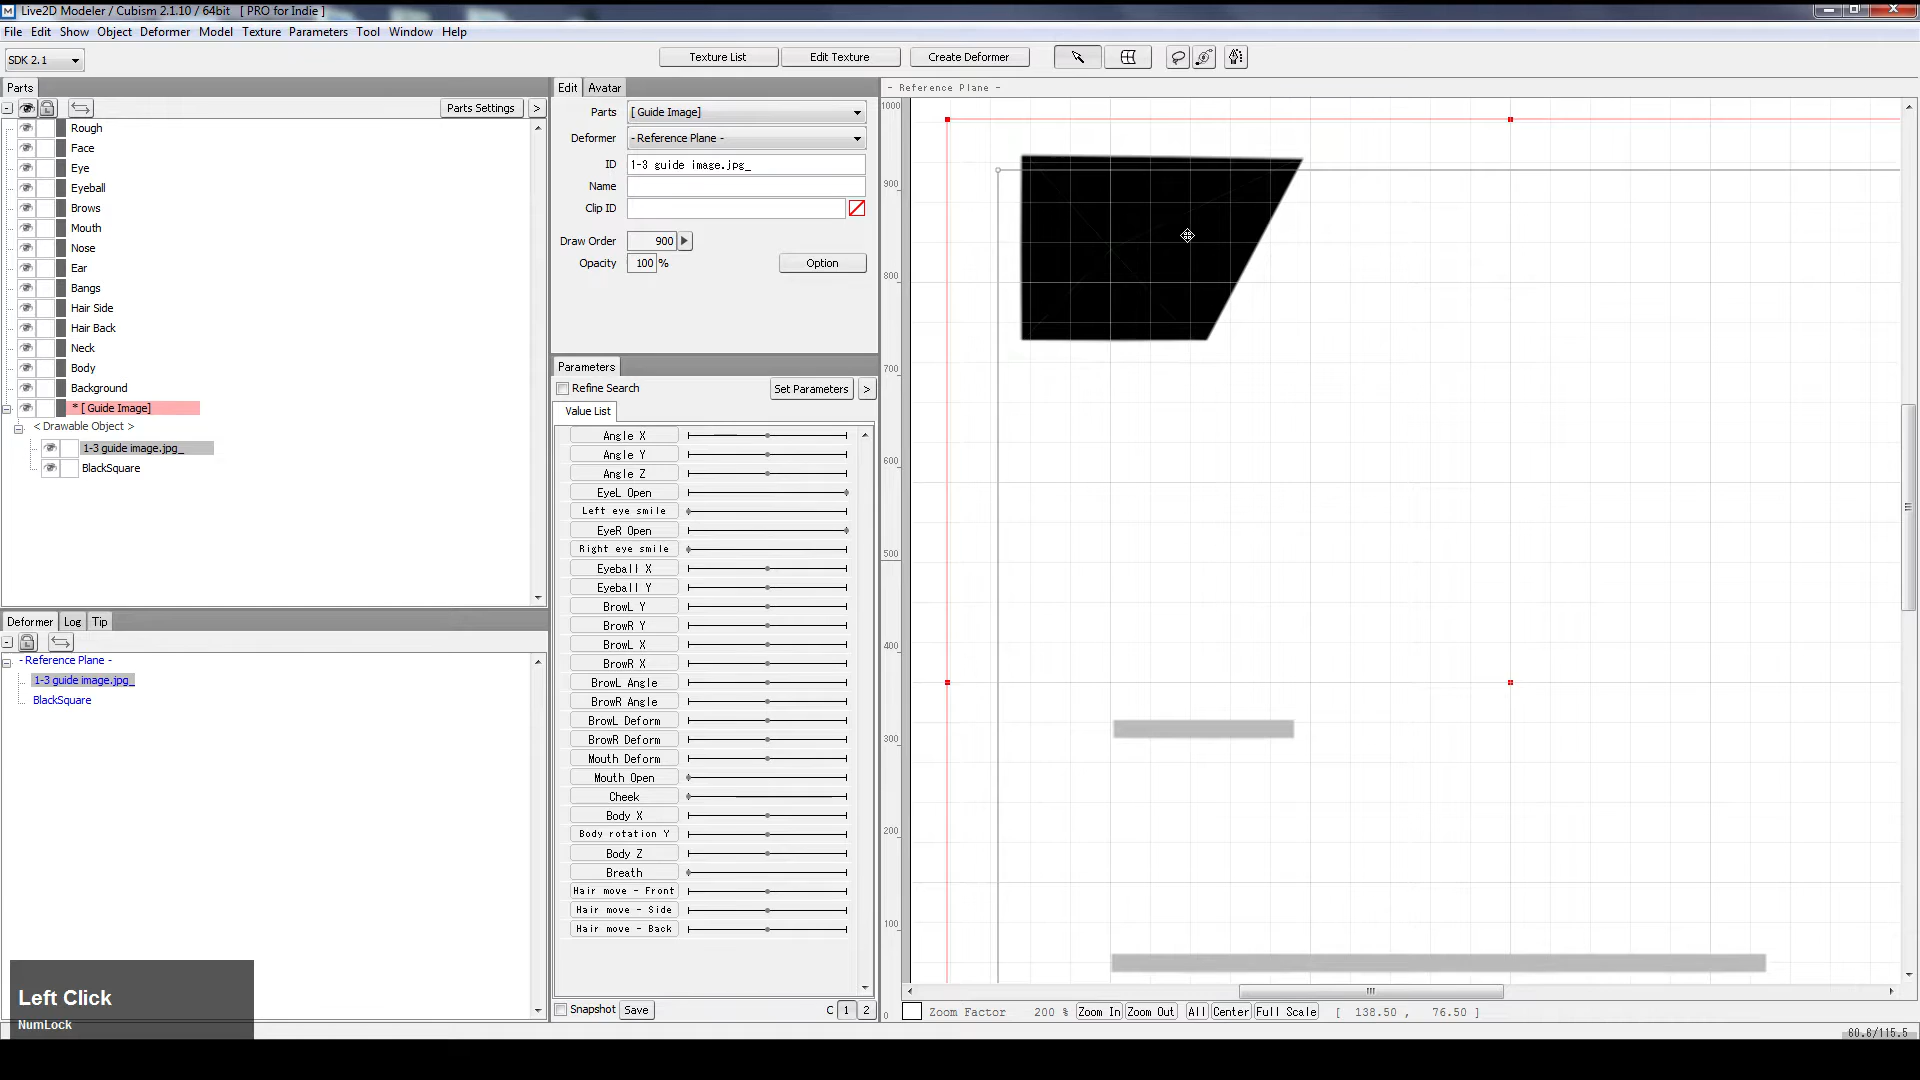 Live2D Modeler / Cubism 2.1.10 / 64bit   [ PRO for Indie ]
File Edit Show Object Deformer Model Texture Parameters Tool Window Help
SDK 2.1
Texture List
Edit Texture
Create Deformer
Parts
Parts Settings
>
Rough
Face
Eye
Eyeball
Brows
Mouth
Nose
Ear
Bangs
Hair Side
Hair Back
Neck
Body
Background
* [ Guide Image]
< Drawable Object >
1-3 guide image.jpg_
BlackSquare
Deformer Log Tip
- Reference Plane -
1-3 guide image.jpg_
BlackSquare
Left Click
NumLock
Edit Avatar
Parts [ Guide Image]
Deformer - Reference Plane -
ID 1-3 guide image.jpg_
Name
Clip ID
Draw Order 900
Opacity 100 %
Option
Parameters
Refine Search
Set Parameters
>
Value List
Angle X
Angle Y
Angle Z
EyeL Open
Left eye smile
EyeR Open
Right eye smile
Eyeball X
Eyeball Y
BrowL Y
BrowR Y
BrowL X
BrowR X
BrowL Angle
BrowR Angle
BrowL Deform
BrowR Deform
Mouth Deform
Mouth Open
Cheek
Body X
Body rotation Y
Body Z
Breath
Hair move - Front
Hair move - Side
Hair move - Back
Snapshot Save C 1 2
- Reference Plane -
1000
900
800
700
600
500
400
300
200
100
0
Zoom Factor 200 % Zoom In Zoom Out All Center Full Scale [ 138.50 , 76.50 ]
60.6/115.5